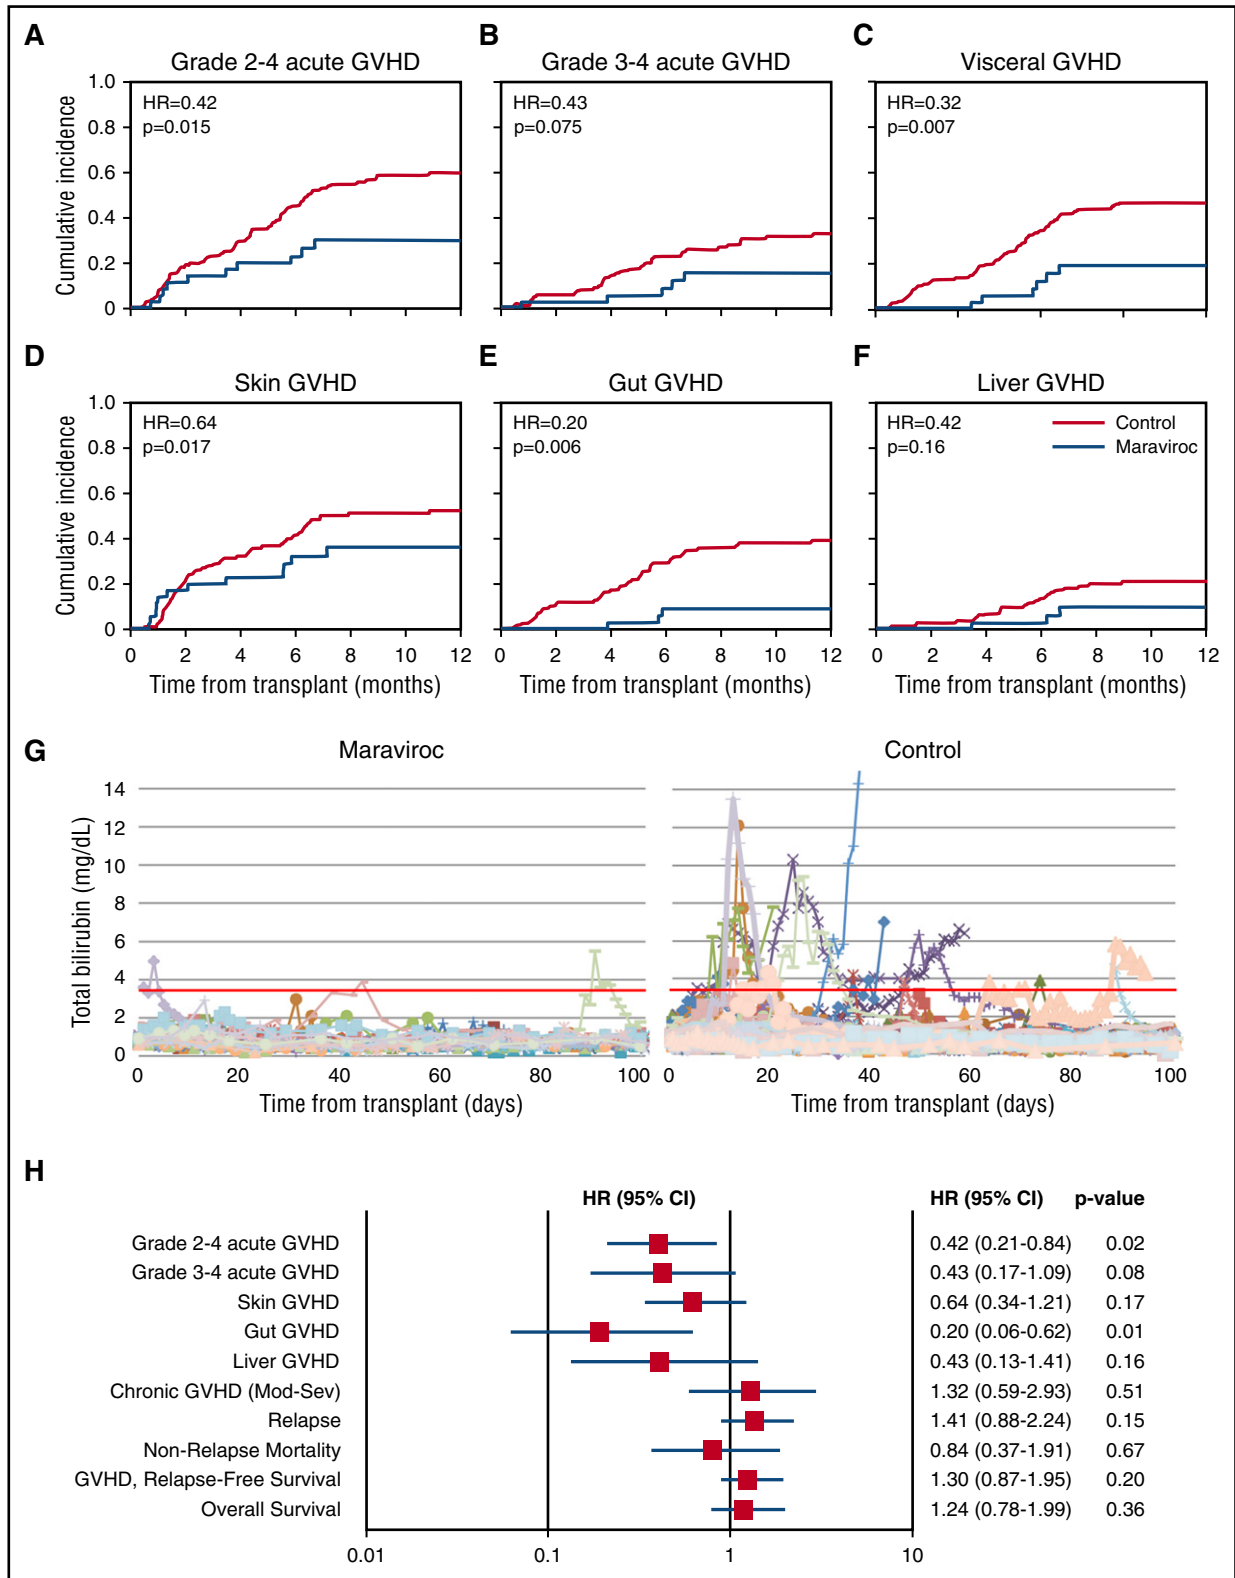 A
Grade 2-4 acute GVHD
HR=0.42
p=0.015
Cumulative incidence
1.0
0.8
0.6
0.4
0.2
0
B
Grade 3-4 acute GVHD
HR=0.43
p=0.075
C
Visceral GVHD
HR=0.32
p=0.007
D
Skin GVHD
HR=0.64
p=0.017
Cumulative incidence
1.0
0.8
0.6
0.4
0.2
0
0 2 4 6 8 10 12
Time from transplant (months)
E
Gut GVHD
HR=0.20
p=0.006
0 2 4 6 8 10 12
Time from transplant (months)
F
Liver GVHD
HR=0.42
p=0.16
Control
Maraviroc
0 2 4 6 8 10 12
Time from transplant (months)
G
Maraviroc
Total bilirubin (mg/dL)
14
12
10
8
6
4
2
0
0 20 40 60 80 100
Time from transplant (days)
Control
0 20 40 60 80 100
Time from transplant (days)
H
HR (95% CI) HR (95% CI) p-value
Grade 2-4 acute GVHD 0.42 (0.21-0.84) 0.02
Grade 3-4 acute GVHD 0.43 (0.17-1.09) 0.08
Skin GVHD 0.64 (0.34-1.21) 0.17
Gut GVHD 0.20 (0.06-0.62) 0.01
Liver GVHD 0.43 (0.13-1.41) 0.16
Chronic GVHD (Mod-Sev) 1.32 (0.59-2.93) 0.51
Relapse 1.41 (0.88-2.24) 0.15
Non-Relapse Mortality 0.84 (0.37-1.91) 0.67
GVHD, Relapse-Free Survival 1.30 (0.87-1.95) 0.20
Overall Survival 1.24 (0.78-1.99) 0.36
0.01 0.1 1 10